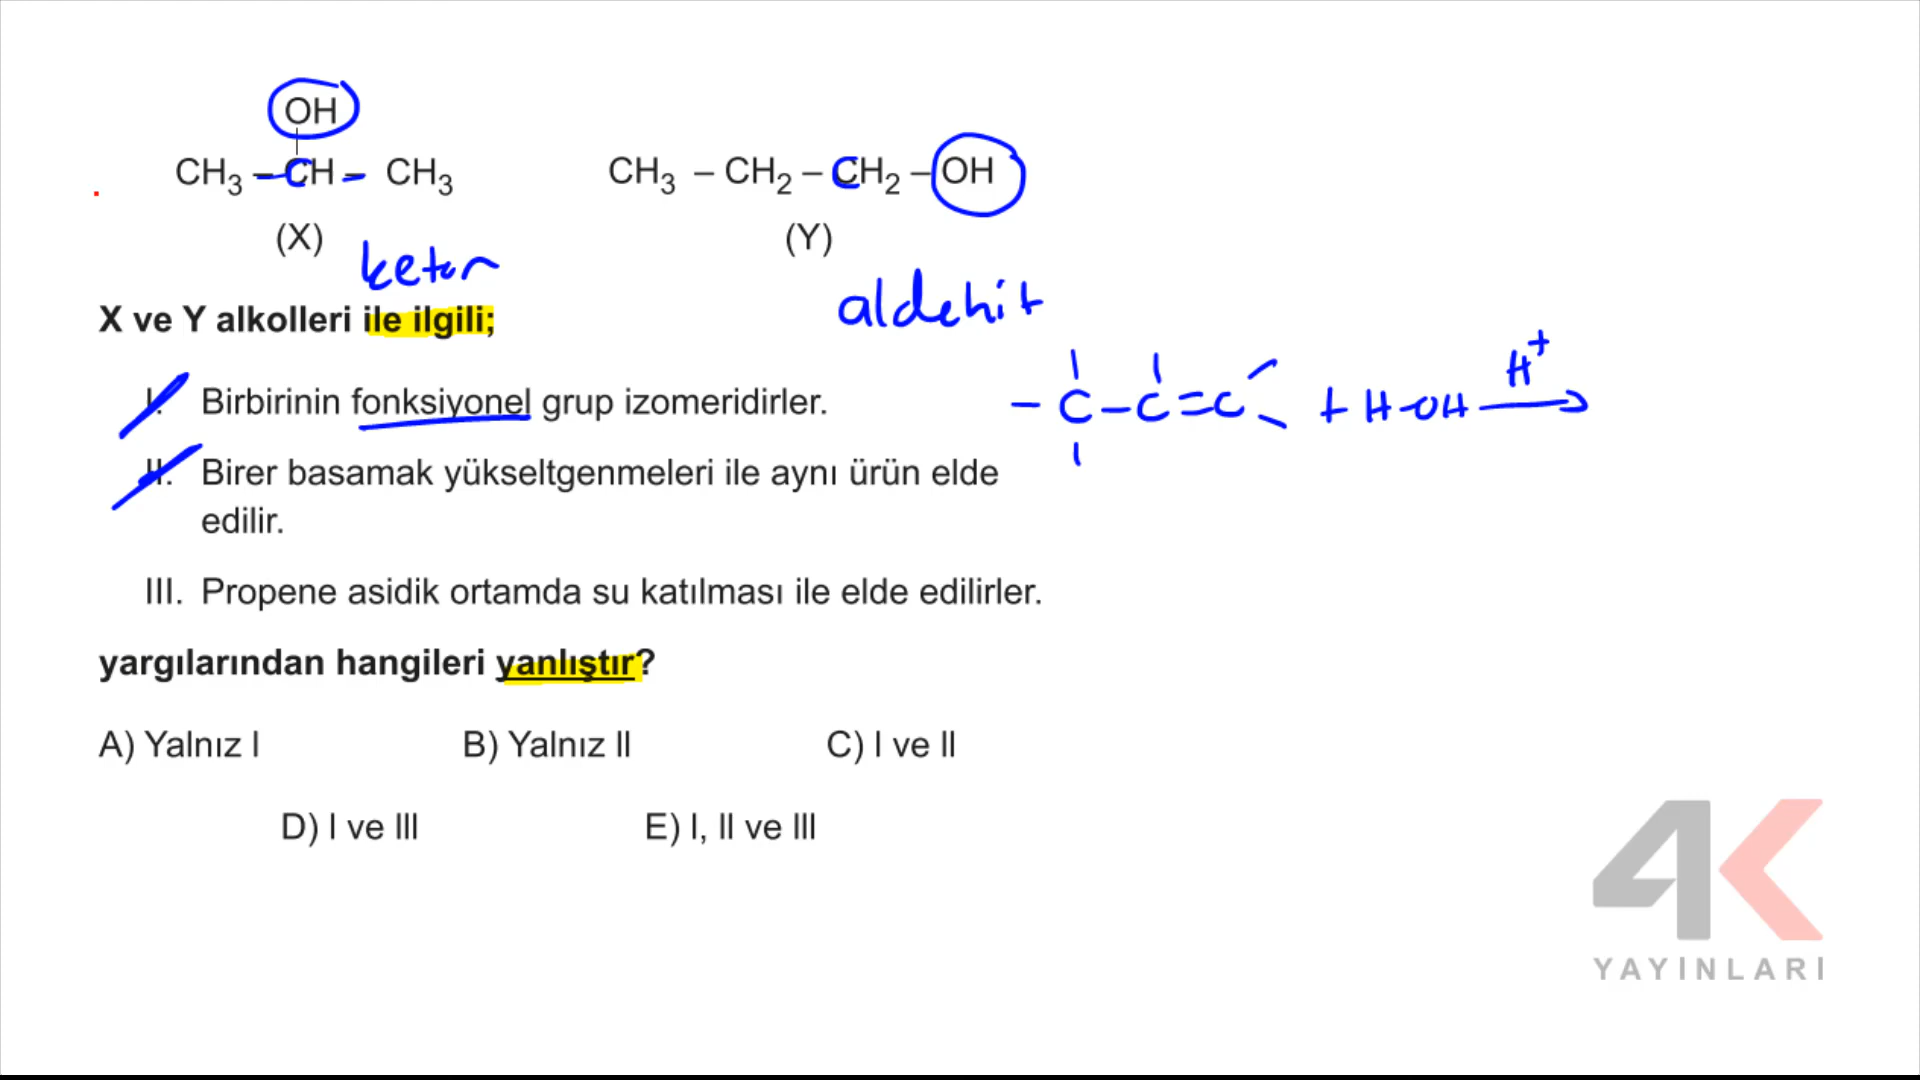 OH
CH3 – CH – CH3
CH3 – CH2 – CH2 – OH
(X)
(Y)
keton
aldehit
X ve Y alkolleri ile ilgili;
I. Birbirinin fonksiyonel grup izomeridirler.
– C – C = C + H-OH H+ →
II. Birer basamak yükseltgenmeleri ile aynı ürün elde
edilir.
III. Propene asidik ortamda su katılması ile elde edilirler.
yargılarından hangileri yanlıştır?
A) Yalnız I B) Yalnız II C) I ve II
D) I ve III E) I, II ve III
4K
YAYINLARI